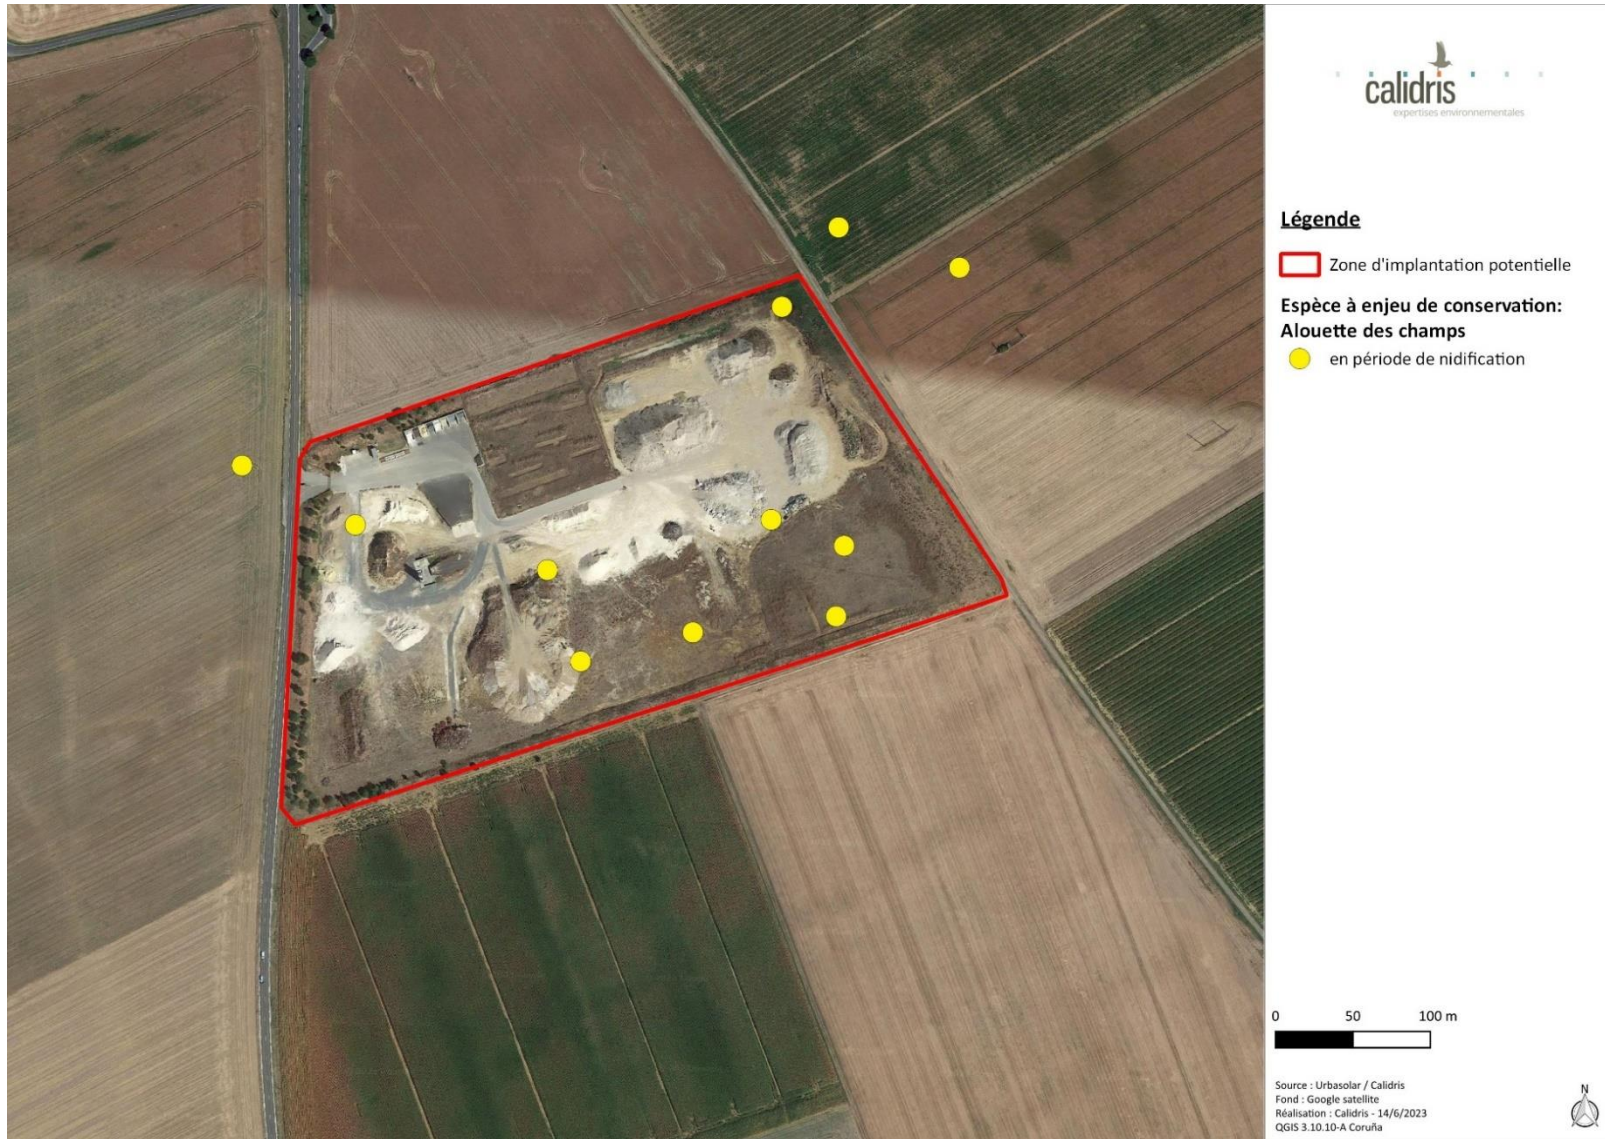 calidris
expertises environnementales
Légende
Zone d'implantation potentielle
Espèce à enjeu de conservation:
Alouette des champs
en période de nidification
0 50 100 m
Source : Urbasolar / Calidris
Fond : Google satellite
Réalisation : Calidris - 14/6/2023
QGIS 3.10.10-A Coruña
N